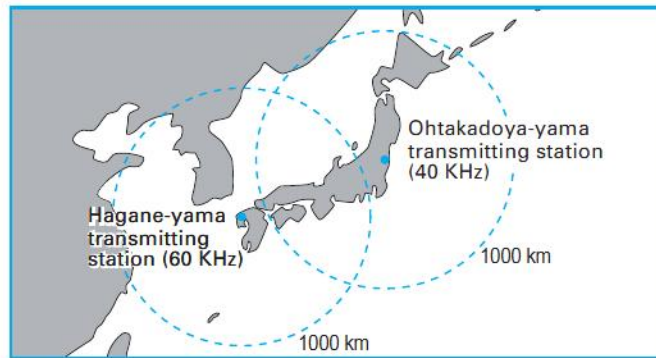 Ohtakadoya-yama
transmitting station
(40 KHz)
Hagane-yama
transmitting
station (60 KHz)
1000 km
1000 km